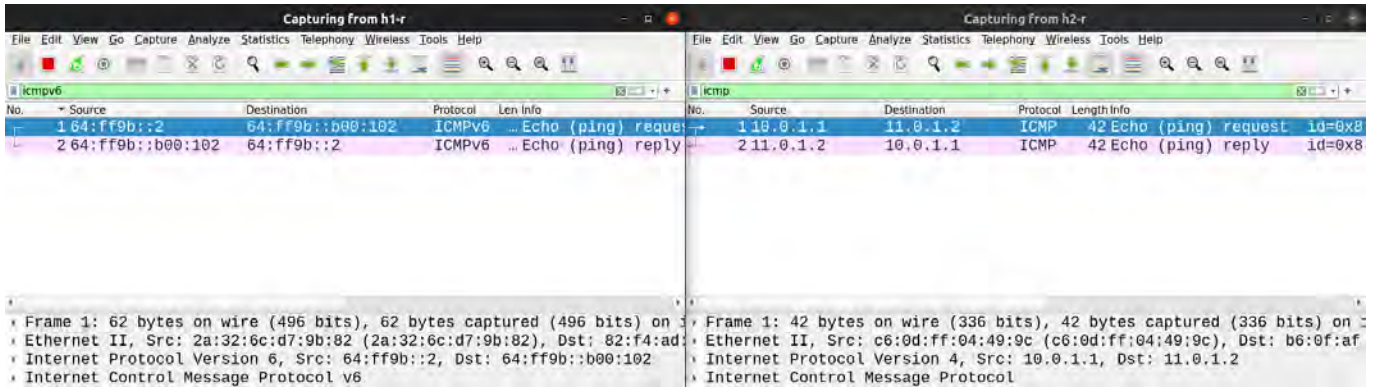 Capturing from h1-r
File Edit View Go Capture Analyze Statistics Telephony Wireless Tools Help
icmpv6
No. Source Destination Protocol Len Info
1 64:ff9b::2 64:ff9b::b00:102 ICMPv6 … Echo (ping) reque
2 64:ff9b::b00:102 64:ff9b::2 ICMPv6 … Echo (ping) reply
Frame 1: 62 bytes on wire (496 bits), 62 bytes captured (496 bits) on
Ethernet II, Src: 2a:32:6c:d7:9b:82 (2a:32:6c:d7:9b:82), Dst: 82:f4:ad:
Internet Protocol Version 6, Src: 64:ff9b::2, Dst: 64:ff9b::b00:102
Internet Control Message Protocol v6
Capturing from h2-r
File Edit View Go Capture Analyze Statistics Telephony Wireless Tools Help
icmp
No. Source Destination Protocol Length Info
1 10.0.1.1 11.0.1.2 ICMP 42 Echo (ping) request id=0x8
2 11.0.1.2 10.0.1.1 ICMP 42 Echo (ping) reply id=0x8
Frame 1: 42 bytes on wire (336 bits), 42 bytes captured (336 bits) on
Ethernet II, Src: c6:0d:ff:04:49:9c (c6:0d:ff:04:49:9c), Dst: b6:0f:af
Internet Protocol Version 4, Src: 10.0.1.1, Dst: 11.0.1.2
Internet Control Message Protocol